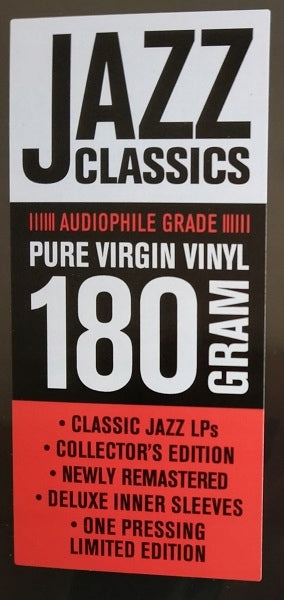 JAZZ
CLASSICS
AUDIOPHILE GRADE
PURE VIRGIN VINYL
180 GRAM
• CLASSIC JAZZ LPs
• COLLECTOR'S EDITION
• NEWLY REMASTERED
• DELUXE INNER SLEEVES
• ONE PRESSING
LIMITED EDITION